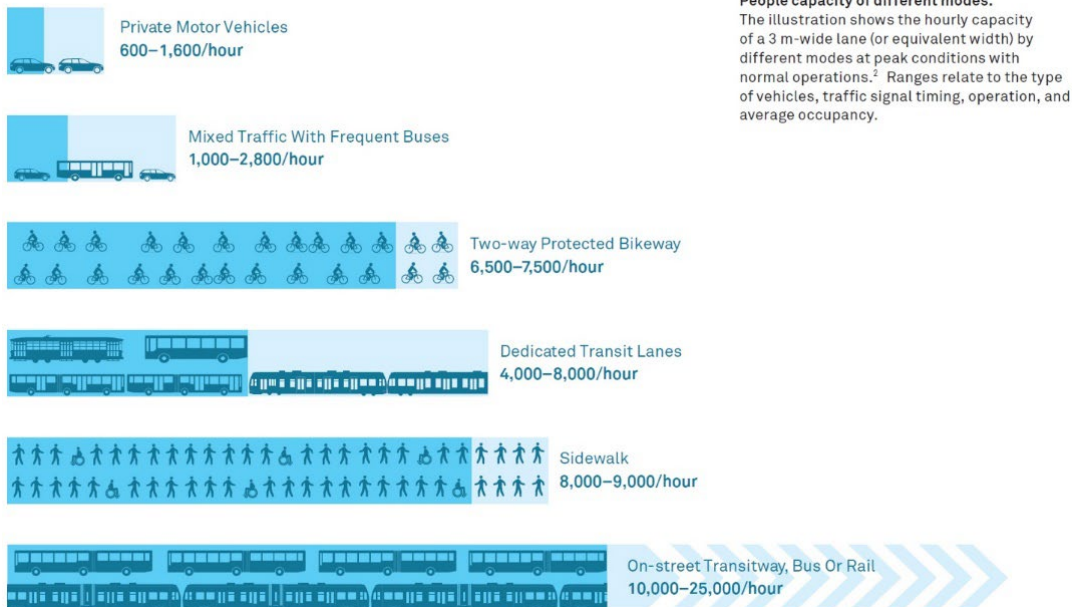 Private Motor Vehicles
600–1,600/hour
People capacity of different modes.
The illustration shows the hourly capacity
of a 3 m-wide lane (or equivalent width) by
different modes at peak conditions with
normal operations.² Ranges relate to the type
of vehicles, traffic signal timing, operation, and
average occupancy.
Mixed Traffic With Frequent Buses
1,000–2,800/hour
Two-way Protected Bikeway
6,500–7,500/hour
Dedicated Transit Lanes
4,000–8,000/hour
Sidewalk
8,000–9,000/hour
On-street Transitway, Bus Or Rail
10,000–25,000/hour